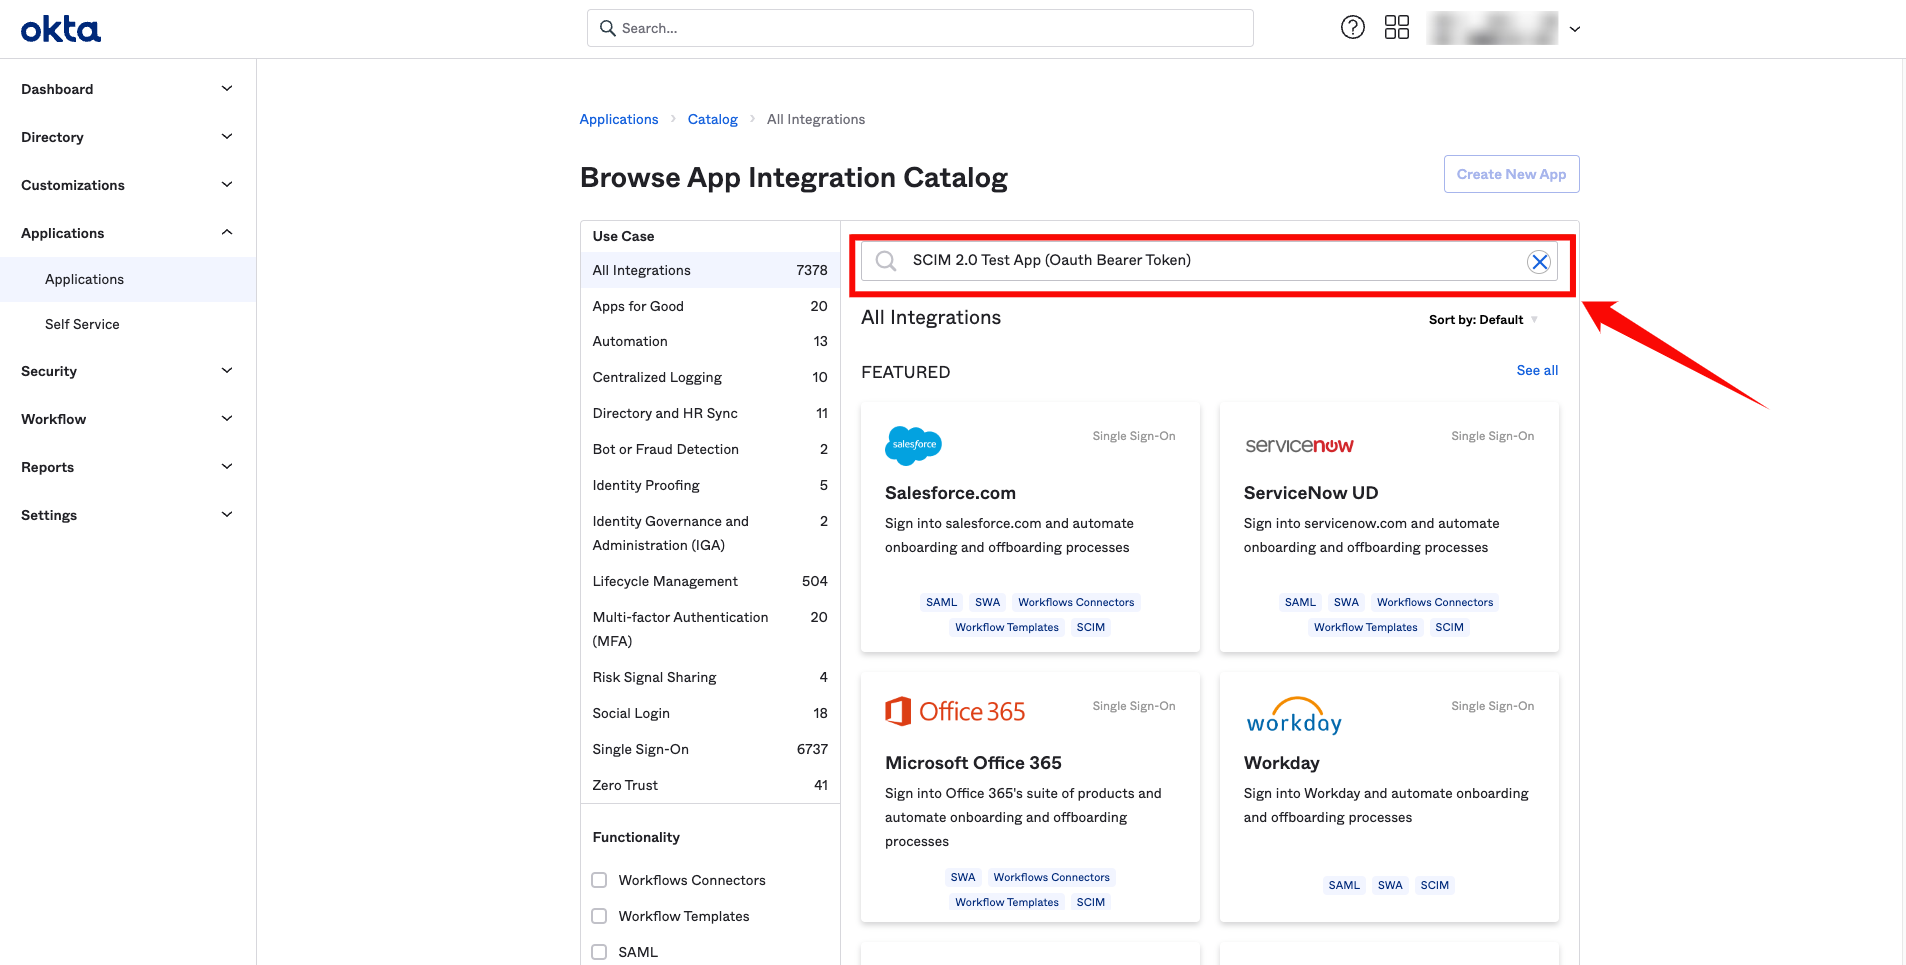 okta
Search...
Dashboard
Directory
Customizations
Applications
Applications
Self Service
Security
Workflow
Reports
Settings
Applications > Catalog > All Integrations
Browse App Integration Catalog
Create New App
Use Case
All Integrations 7378
Apps for Good 20
Automation 13
Centralized Logging 10
Directory and HR Sync 11
Bot or Fraud Detection 2
Identity Proofing 5
Identity Governance and 2
Administration (IGA)
Lifecycle Management 504
Multi-factor Authentication 20
(MFA)
Risk Signal Sharing 4
Social Login 18
Single Sign-On 6737
Zero Trust 41
Functionality
Workflows Connectors
Workflow Templates
SAML
SCIM 2.0 Test App (Oauth Bearer Token)
All Integrations
Sort by: Default
FEATURED
See all
salesforce
Single Sign-On
Salesforce.com
Sign into salesforce.com and automate
onboarding and offboarding processes
SAML SWA Workflows Connectors
Workflow Templates SCIM
servicenow
Single Sign-On
ServiceNow UD
Sign into servicenow.com and automate
onboarding and offboarding processes
SAML SWA Workflows Connectors
Workflow Templates SCIM
Office 365
Single Sign-On
Microsoft Office 365
Sign into Office 365's suite of products and
automate onboarding and offboarding
processes
SWA Workflows Connectors
Workflow Templates SCIM
workday
Single Sign-On
Workday
Sign into Workday and automate onboarding
and offboarding processes
SAML SWA SCIM